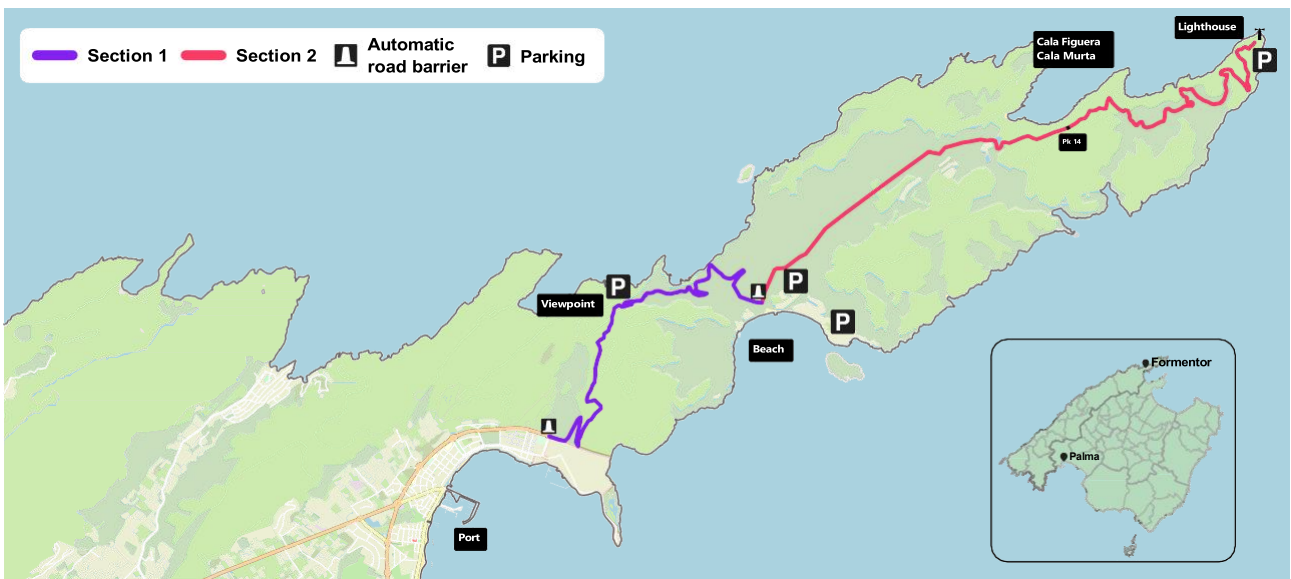 Section 1
Section 2
Automatic
road barrier
P
Parking
Lighthouse
P
Cala Figuera
Cala Murta
Pk 14
P
Viewpoint
P
P
Beach
Port
Formentor
Palma